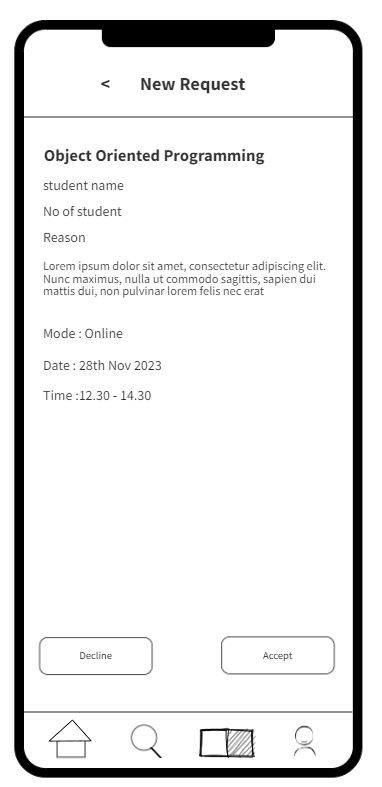 < New Request
Object Oriented Programming
student name
No of student
Reason
Lorem ipsum dolor sit amet, consectetur adipiscing elit.
Nunc maximus, nulla ut commodo sagittis, sapien dui
mattis dui, non pulvinar lorem felis nec erat
Mode : Online
Date : 28th Nov 2023
Time :12.30 - 14.30
Decline Accept